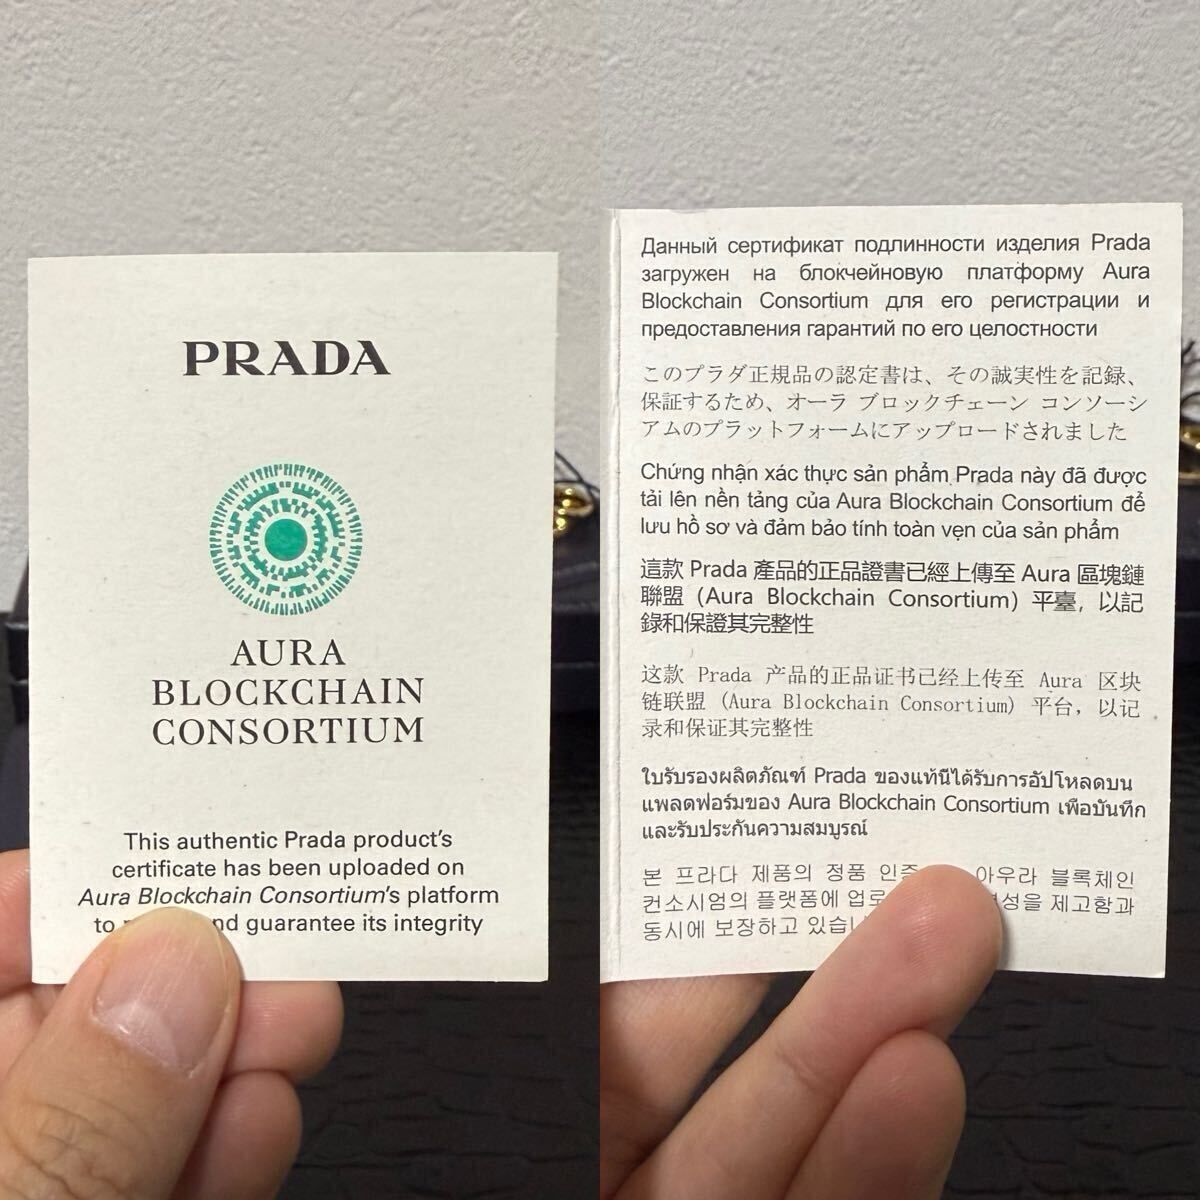 PRADA
AURA
BLOCKCHAIN
CONSORTIUM
This authentic Prada product's
certificate has been uploaded on
Aura Blockchain Consortium's platform
to and guarantee its integrity
Данный сертификат подлинности изделия Prada
загружен на блокчейновую платформу Aura
Blockchain Consortium для его регистрации и
предоставления гарантий по его целостности
このプラダ正規品の認定書は、その誠実性を記録、
保証するため、オーラ ブロックチェーン コンソーシ
アムのプラットフォームにアップロードされました
Chứng nhận xác thực sản phẩm Prada này đã được
tải lên nền tảng của Aura Blockchain Consortium để
lưu hồ sơ và đảm bảo tính toàn vẹn của sản phẩm
這款 Prada 產品的正品證書已經上傳至 Aura 區塊鏈
聯盟（Aura Blockchain Consortium）平臺，以記
錄和保證其完整性
这款 Prada 产品的正品证书已经上传至 Aura 区块
链联盟 (Aura Blockchain Consortium) 平台，以记
录和保证其完整性
ใบรับรองผลิตภัณฑ์ Prada ของแท้นี้ได้รับการอัปโหลดบน
แพลตฟอร์มของ Aura Blockchain Consortium เพื่อบันทึก
และรับประกันความสมบูรณ์
본 프라다 제품의 정품 인증 아우라 블록체인
컨소시엄의 플랫폼에 을 제고함과
동시에 보장하고